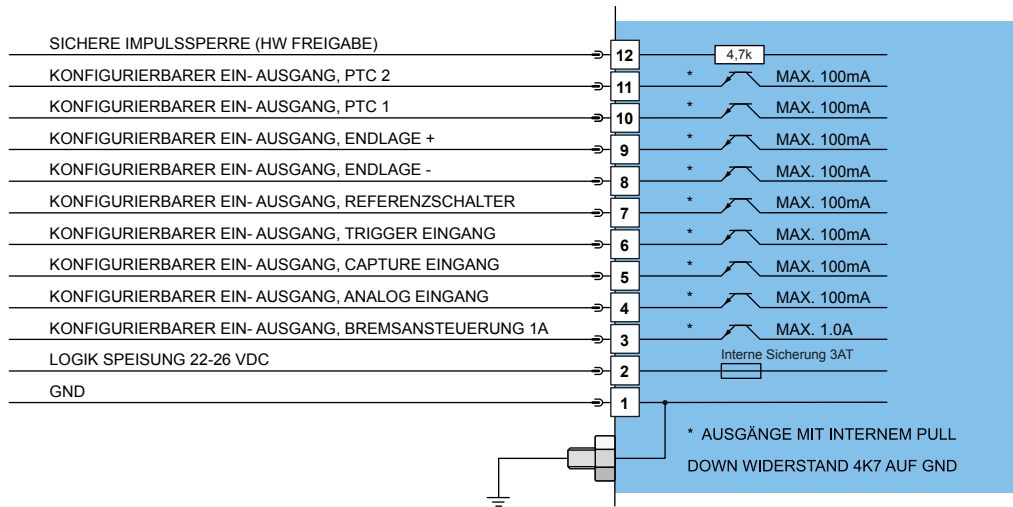 SICHERE IMPULSSPERRE (HW FREIGABE) 12 4,7k
KONFIGURIERBARER EIN- AUSGANG, PTC 2 11 * MAX. 100mA
KONFIGURIERBARER EIN- AUSGANG, PTC 1 10 * MAX. 100mA
KONFIGURIERBARER EIN- AUSGANG, ENDLAGE + 9 * MAX. 100mA
KONFIGURIERBARER EIN- AUSGANG, ENDLAGE - 8 * MAX. 100mA
KONFIGURIERBARER EIN- AUSGANG, REFERENZSCHALTER 7 * MAX. 100mA
KONFIGURIERBARER EIN- AUSGANG, TRIGGER EINGANG 6 * MAX. 100mA
KONFIGURIERBARER EIN- AUSGANG, CAPTURE EINGANG 5 * MAX. 100mA
KONFIGURIERBARER EIN- AUSGANG, ANALOG EINGANG 4 * MAX. 100mA
KONFIGURIERBARER EIN- AUSGANG, BREMSANSTEUERUNG 1A 3 * MAX. 1.0A
LOGIK SPEISUNG 22-26 VDC 2 Interne Sicherung 3AT
GND 1
* AUSGÄNGE MIT INTERNEM PULL
DOWN WIDERSTAND 4K7 AUF GND